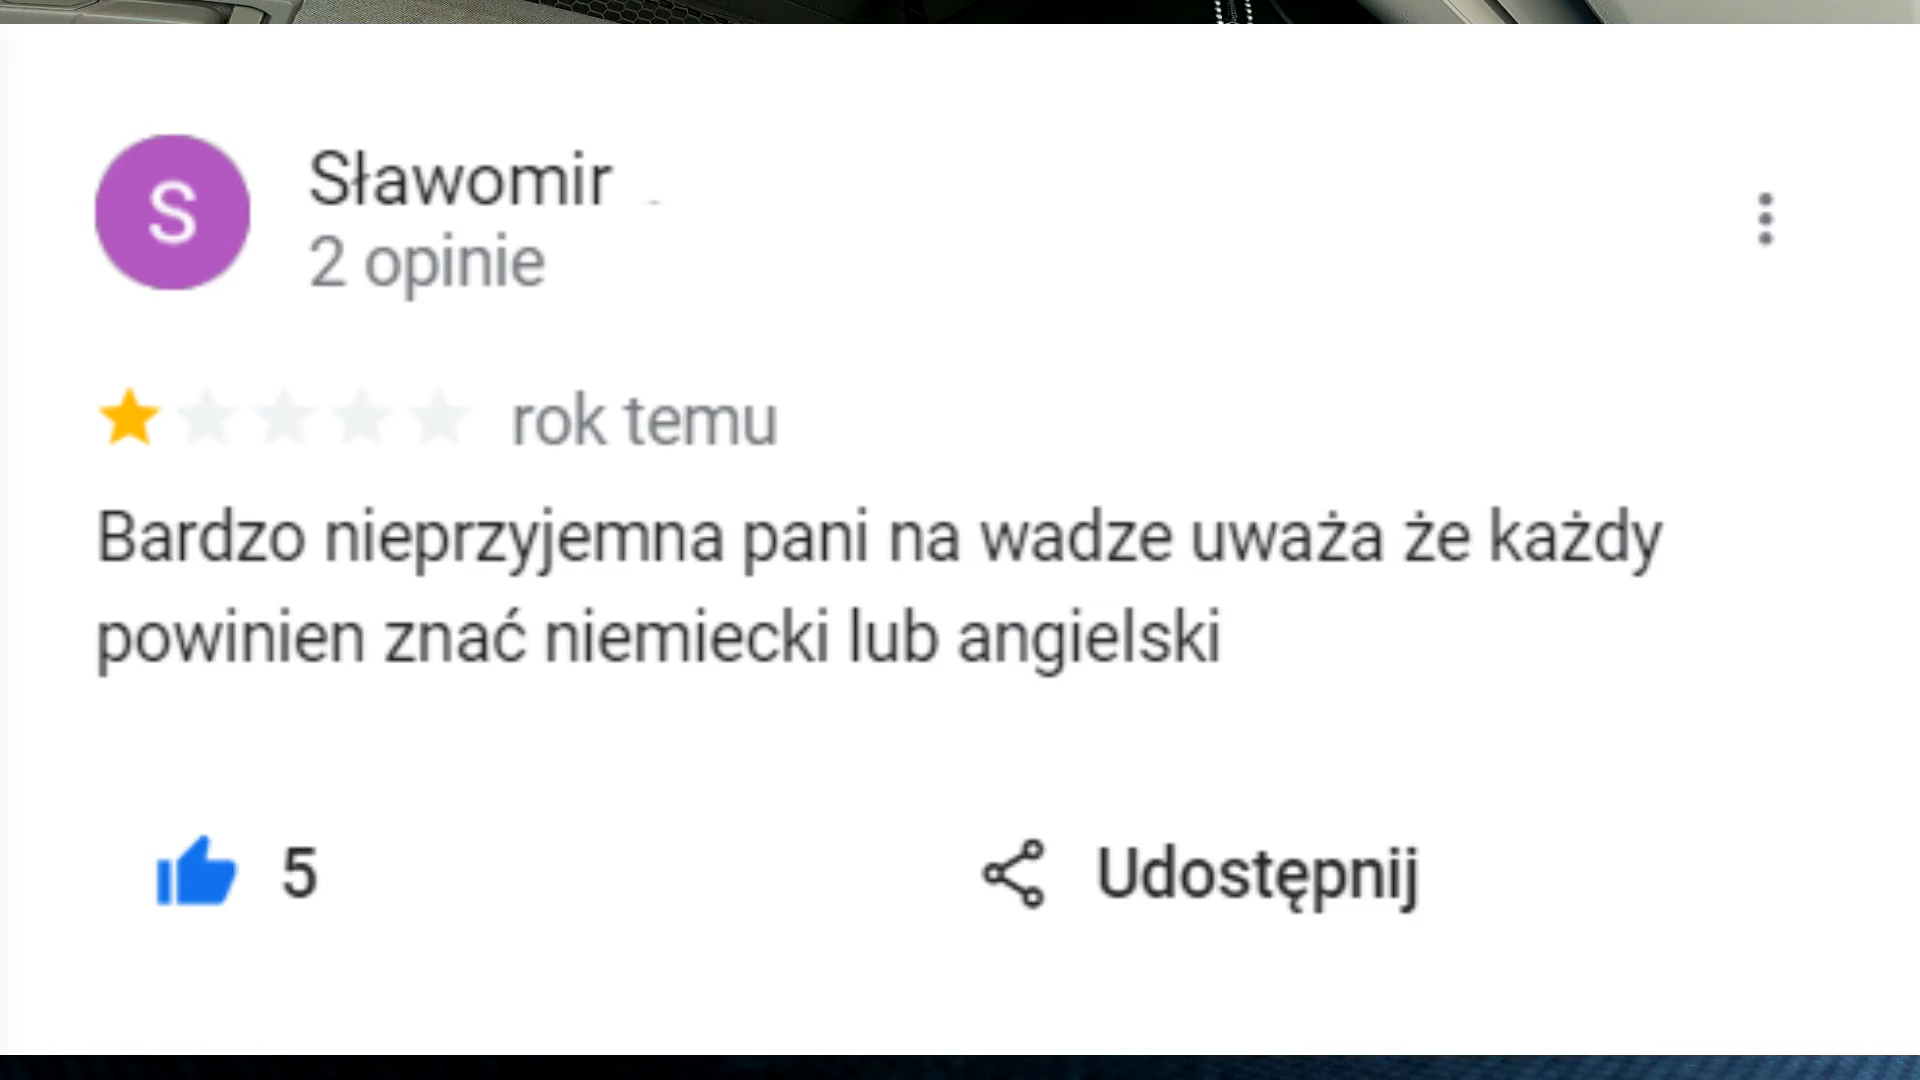 S
Sławomir
2 opinie
rok temu
Bardzo nieprzyjemna pani na wadze uważa że każdy
powinien znać niemiecki lub angielski
5
Udostępnij